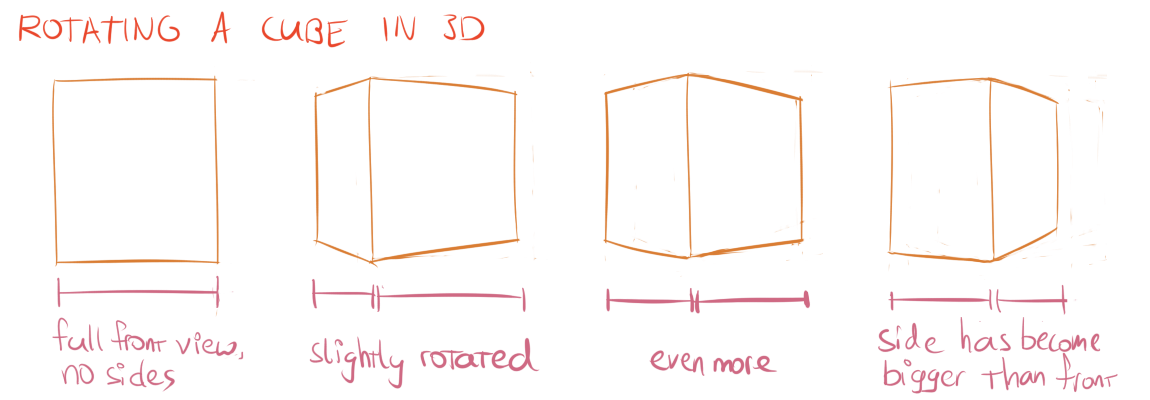 ROTATING A CUBE IN 3D
full front view,
no sides
slightly rotated
even more
side has become
bigger than front